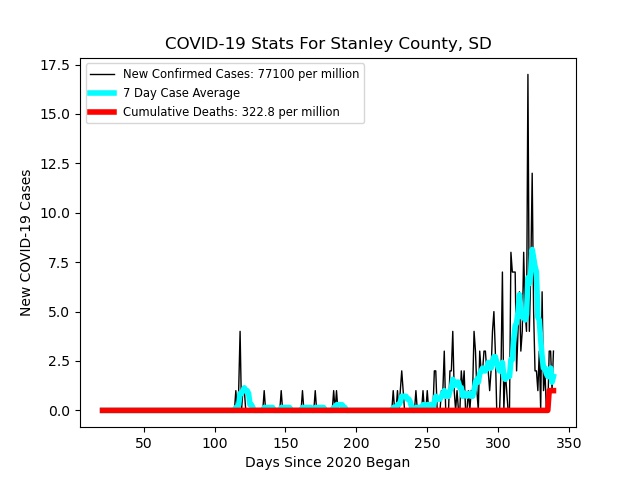 COVID-19 Stats For Stanley County, SD
17.5
15.0
12.5
10.0
7.5
5.0
2.5
0.0
New COVID-19 Cases
New Confirmed Cases: 77100 per million
7 Day Case Average
Cumulative Deaths: 322.8 per million
50 100 150 200 250 300 350
Days Since 2020 Began